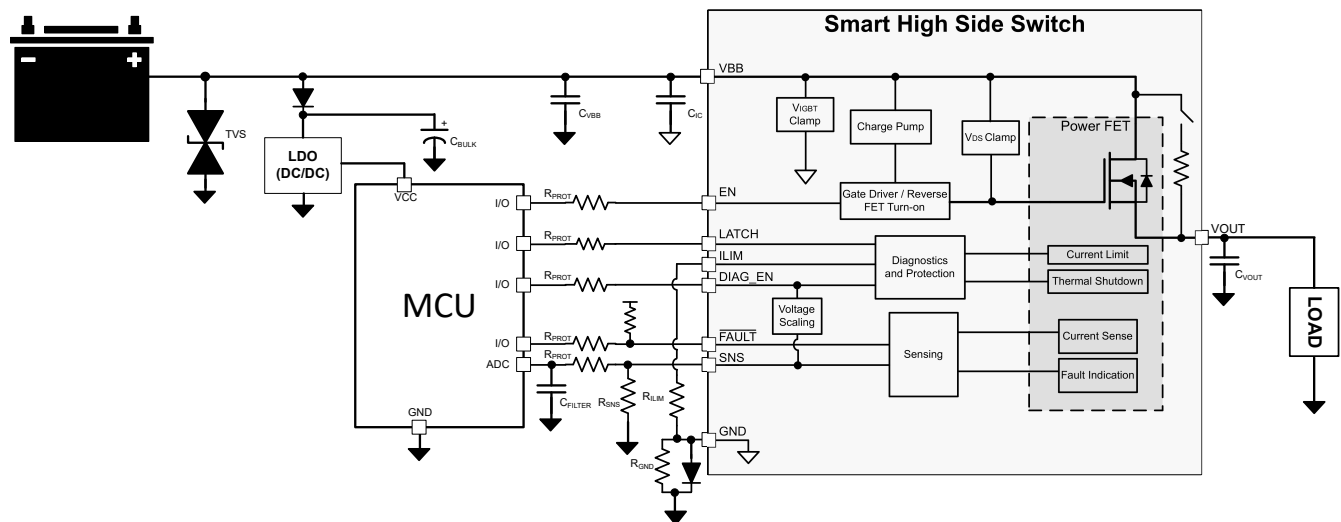 Smart High Side Switch
− +
VBB
TVS
LDO
(DC/DC)
+
CBULK
CVBB
CIC
VIGBT
Clamp
Charge Pump
VDS Clamp
Power FET
VCC
I/O
RPROT
EN
Gate Driver / Reverse
FET Turn-on
I/O
RPROT
LATCH
ILIM
I/O
RPROT
DIAG_EN
Diagnostics
and Protection
Current Limit
Thermal Shutdown
VOUT
CVOUT
LOAD
MCU
Voltage
Scaling
I/O
RPROT
FAULT
ADC
RPROT
SNS
Sensing
Current Sense
Fault Indication
CFILTER
RSNS
RILIM
GND
GND
RGND